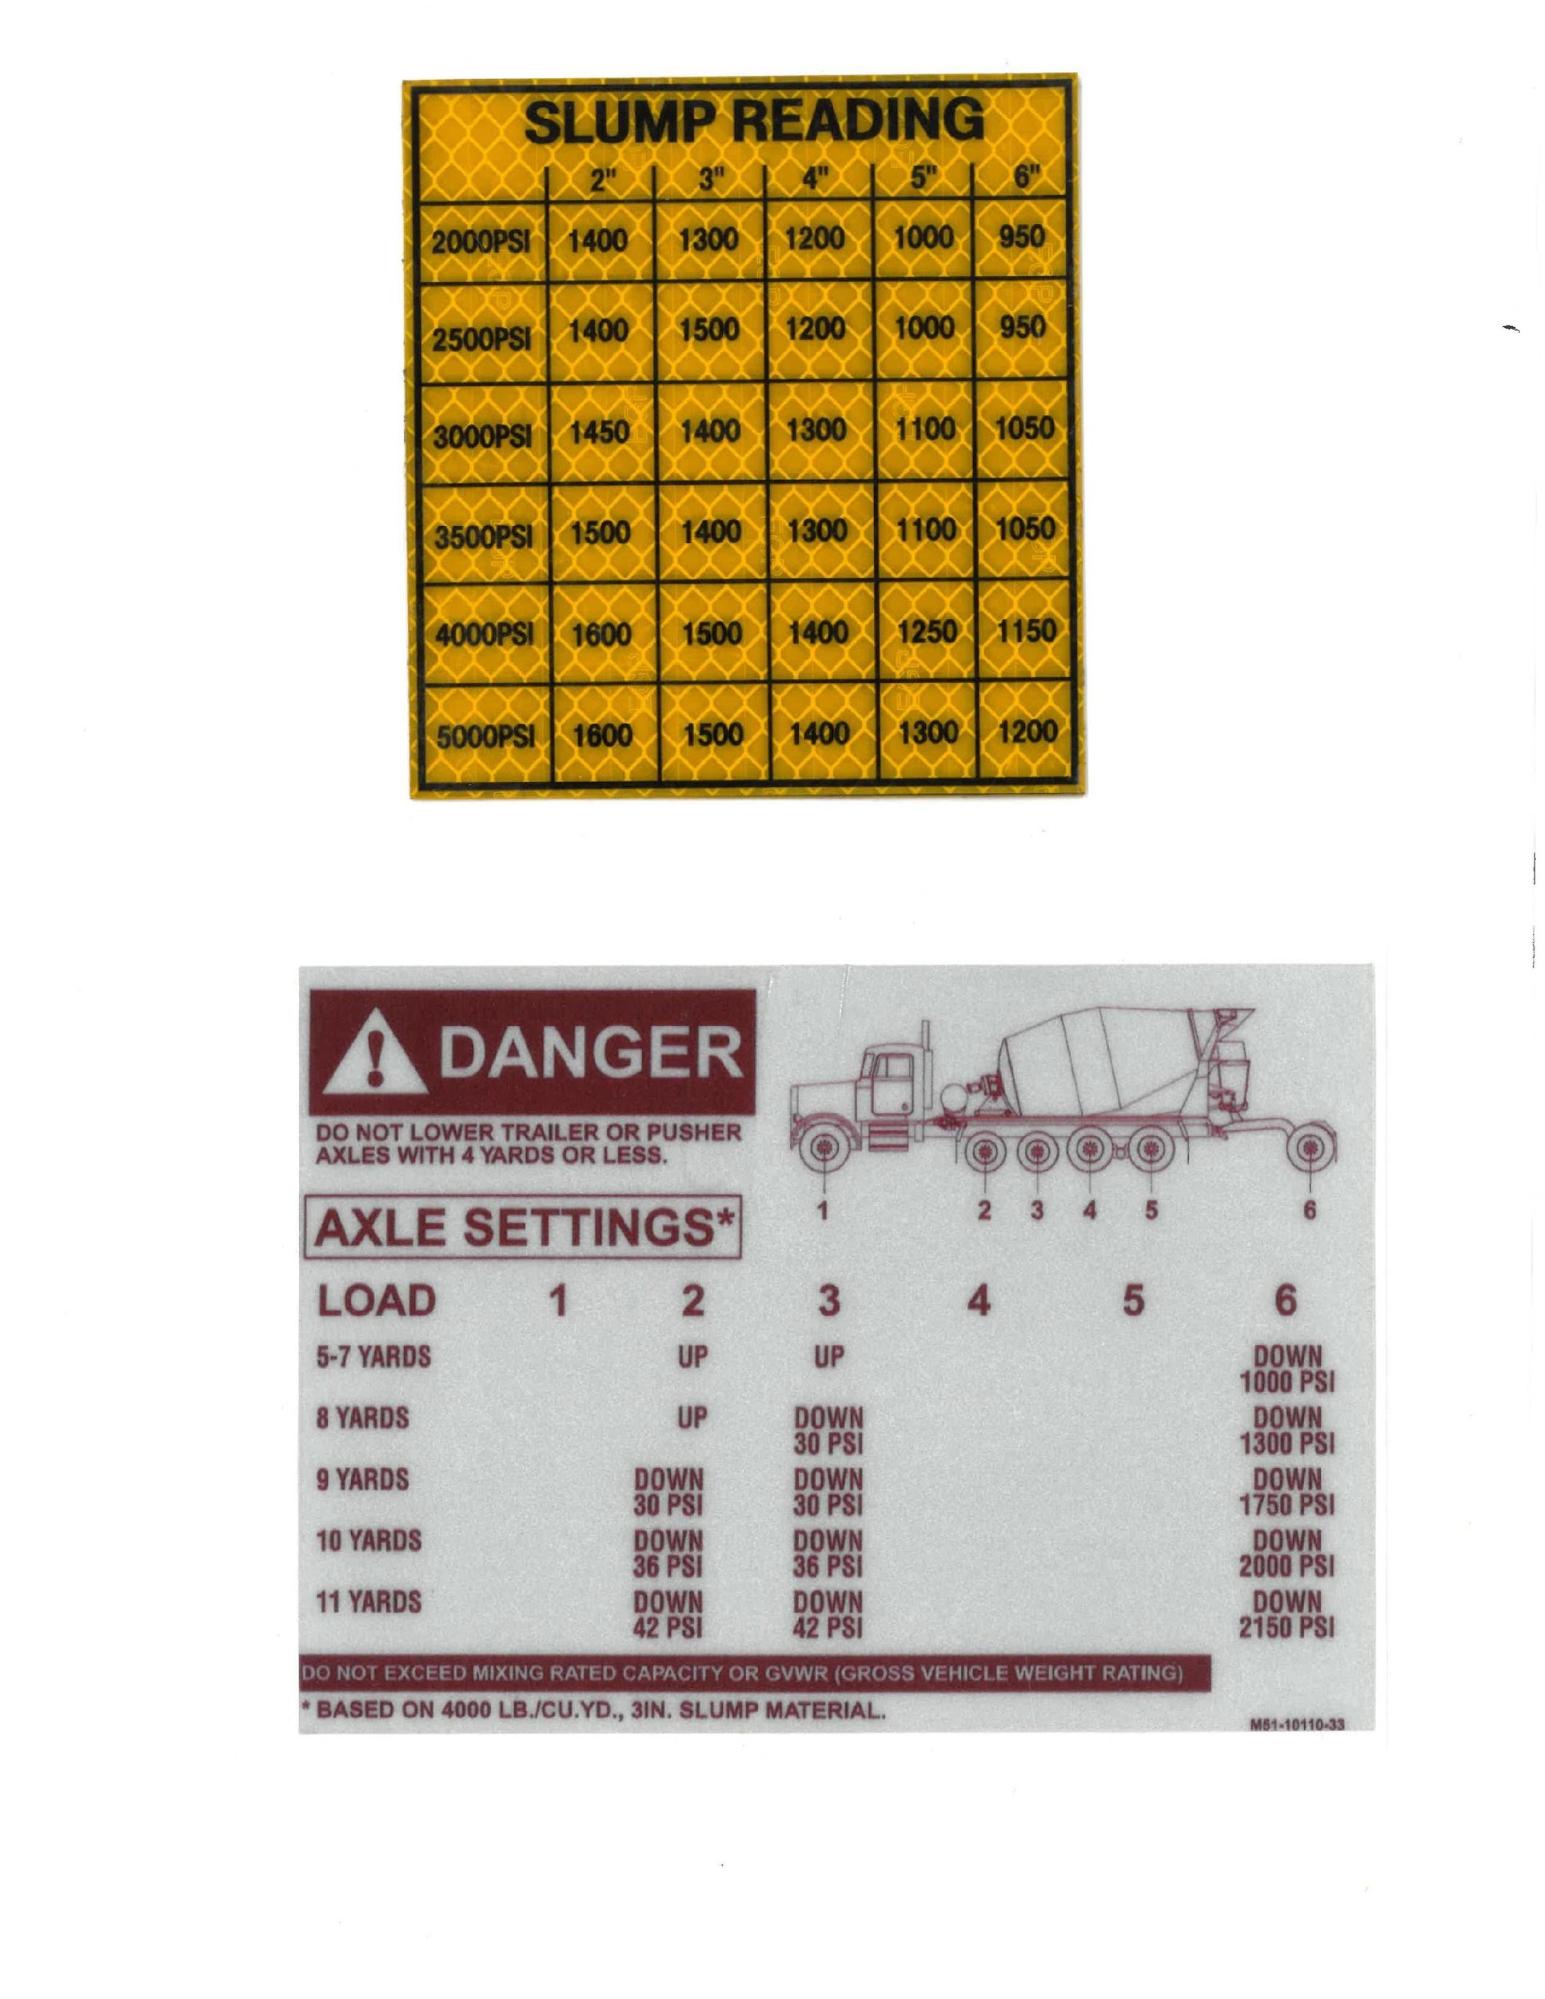 SLUMP READING
2" 3" 4" 5" 6"
2000PSI 1400 1300 1200 1000 950
2500PSI 1400 1500 1200 1000 950
3000PSI 1450 1400 1300 1100 1050
3500PSI 1500 1400 1300 1100 1050
4000PSI 1600 1500 1400 1250 1150
5000PSI 1600 1500 1400 1300 1200
DANGER
DO NOT LOWER TRAILER OR PUSHER
AXLES WITH 4 YARDS OR LESS.
1 2 3 4 5 6
AXLE SETTINGS*
LOAD 1 2 3 4 5 6
5-7 YARDS UP UP DOWN
1000 PSI
8 YARDS UP DOWN DOWN
30 PSI 1300 PSI
9 YARDS DOWN DOWN DOWN
30 PSI 30 PSI 1750 PSI
10 YARDS DOWN DOWN DOWN
36 PSI 36 PSI 2000 PSI
11 YARDS DOWN DOWN DOWN
42 PSI 42 PSI 2150 PSI
DO NOT EXCEED MIXING RATED CAPACITY OR GVWR (GROSS VEHICLE WEIGHT RATING)
* BASED ON 4000 LB./CU.YD., 3IN. SLUMP MATERIAL.
M51-10110-33